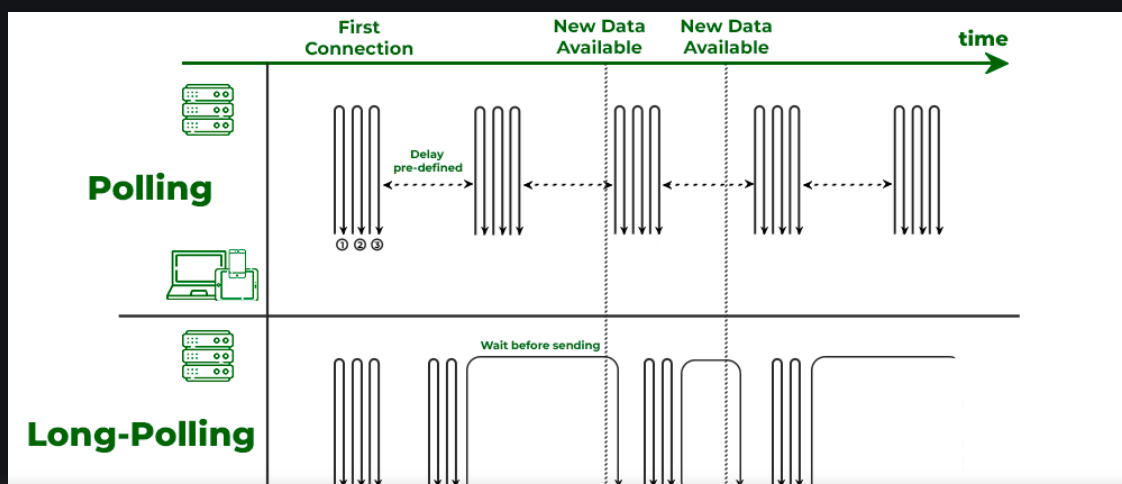 First
Connection
New Data
Available
New Data
Available
time
Delay
pre-defined
Polling
① ② ③
Wait before sending
Long-Polling